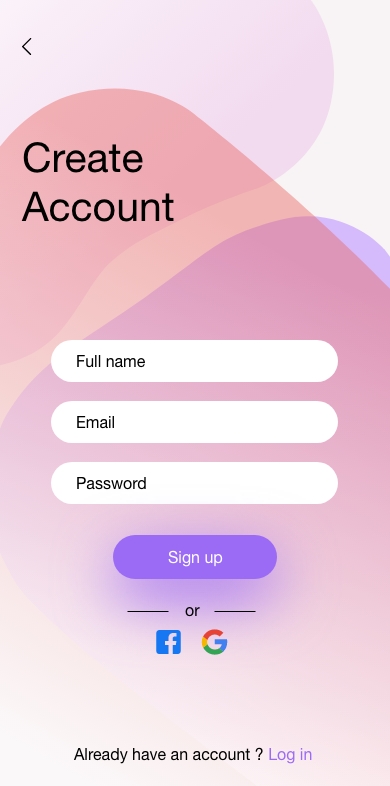 Create
Account
Full name
Email
Password
Sign up
or
Already have an account ? Log in